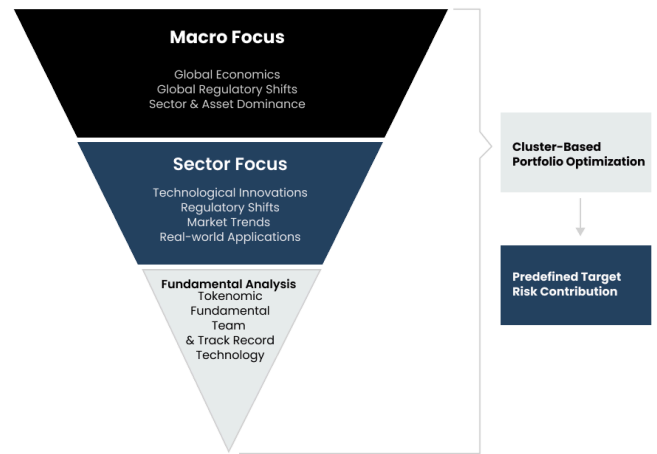 Macro Focus
Global Economics
Global Regulatory Shifts
Sector & Asset Dominance
Sector Focus
Technological Innovations
Regulatory Shifts
Market Trends
Real-world Applications
Fundamental Analysis
Tokenomic
Fundamental
Team
& Track Record
Technology
Cluster-Based
Portfolio Optimization
Predefined Target
Risk Contribution